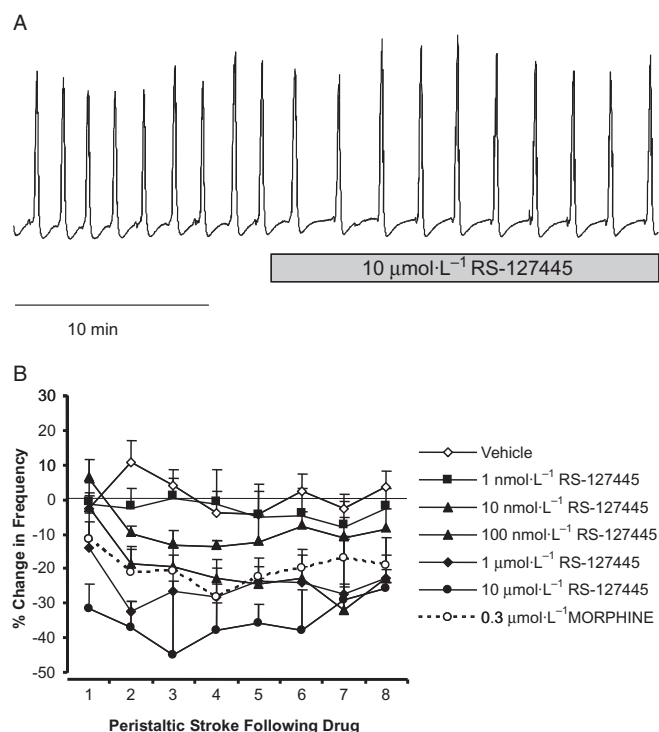 A
10 μmol·L⁻¹ RS-127445
10 min
B
30
20
10
0
-10
-20
-30
-40
-50
% Change in Frequency
1 2 3 4 5 6 7 8
Peristaltic Stroke Following Drug
Vehicle
1 nmol·L⁻¹ RS-127445
10 nmol·L⁻¹ RS-127445
100 nmol·L⁻¹ RS-127445
1 μmol·L⁻¹ RS-127445
10 μmol·L⁻¹ RS-127445
0.3 μmol·L⁻¹MORPHINE